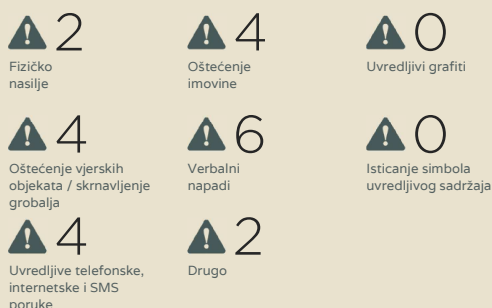 2
Fizičko
nasilje
4
Oštećenje
imovine
0
Uvredljivi grafiti
4
Oštećenje vjerskih
objekata / skrnavljenje
grobalja
6
Verbalni
napadi
0
Isticanje simbola
uvredljivog sadržaja
4
Uvredljive telefonske,
internetske i SMS
poruke
2
Drugo